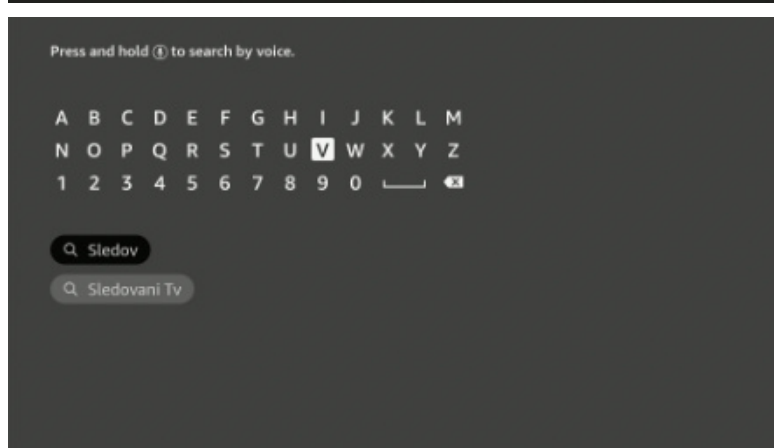 Press and hold to search by voice.
A B C D E F G H I J K L M
N O P Q R S T U V W X Y Z
1 2 3 4 5 6 7 8 9 0
Sledov
Sledovani Tv